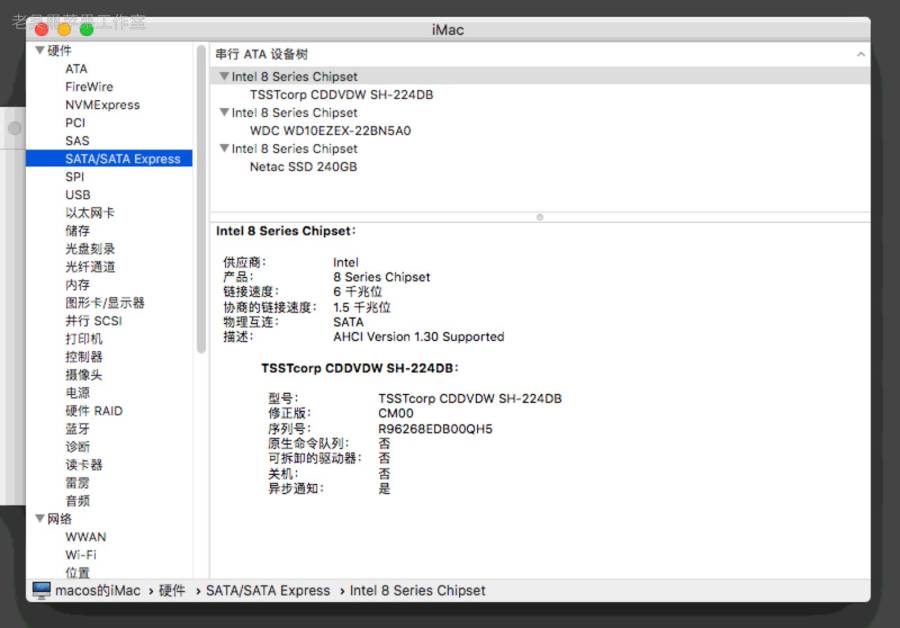 老吴黑苹果工作室
iMac
硬件
ATA
FireWire
NVMExpress
PCI
SAS
SATA/SATA Express
SPI
USB
以太网卡
储存
光盘刻录
光纤通道
内存
图形卡/显示器
并行 SCSI
打印机
控制器
摄像头
电源
硬件 RAID
蓝牙
诊断
读卡器
雷雳
音频
网络
WWAN
Wi-Fi
位置
串行 ATA 设备树
Intel 8 Series Chipset
TSSTcorp CDDVDW SH-224DB
Intel 8 Series Chipset
WDC WD10EZEX-22BN5A0
Intel 8 Series Chipset
Netac SSD 240GB
Intel 8 Series Chipset:
供应商: Intel
产品: 8 Series Chipset
链接速度: 6 千兆位
协商的链接速度: 1.5 千兆位
物理互连: SATA
描述: AHCI Version 1.30 Supported
TSSTcorp CDDVDW SH-224DB:
型号: TSSTcorp CDDVDW SH-224DB
修正版: CM00
序列号: R96268EDB00QH5
原生命令队列: 否
可拆卸的驱动器: 否
关机: 否
异步通知: 是
macos的iMac › 硬件 › SATA/SATA Express › Intel 8 Series Chipset